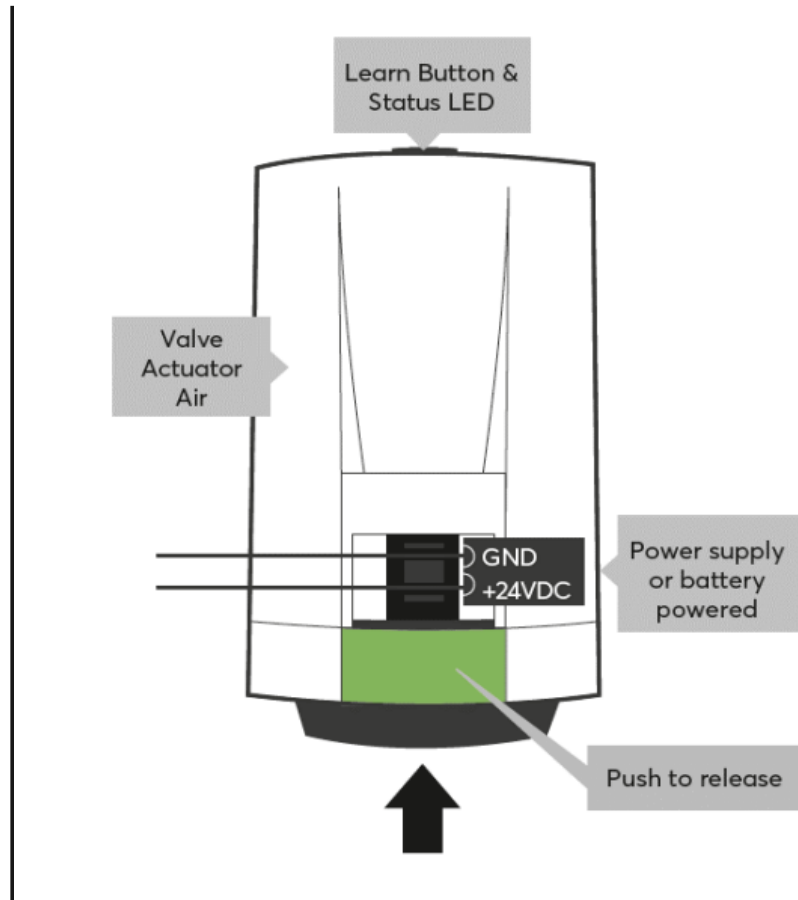 Learn Button &
Status LED
Valve
Actuator
Air
GND
+24VDC
Power supply
or battery
powered
Push to release